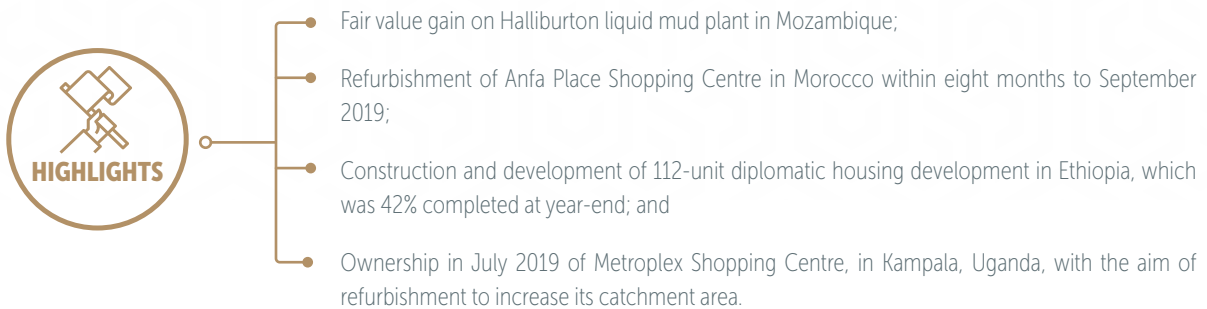 HIGHLIGHTS
Fair value gain on Halliburton liquid mud plant in Mozambique;
Refurbishment of Anfa Place Shopping Centre in Morocco within eight months to September
2019;
Construction and development of 112-unit diplomatic housing development in Ethiopia, which
was 42% completed at year-end; and
Ownership in July 2019 of Metroplex Shopping Centre, in Kampala, Uganda, with the aim of
refurbishment to increase its catchment area.